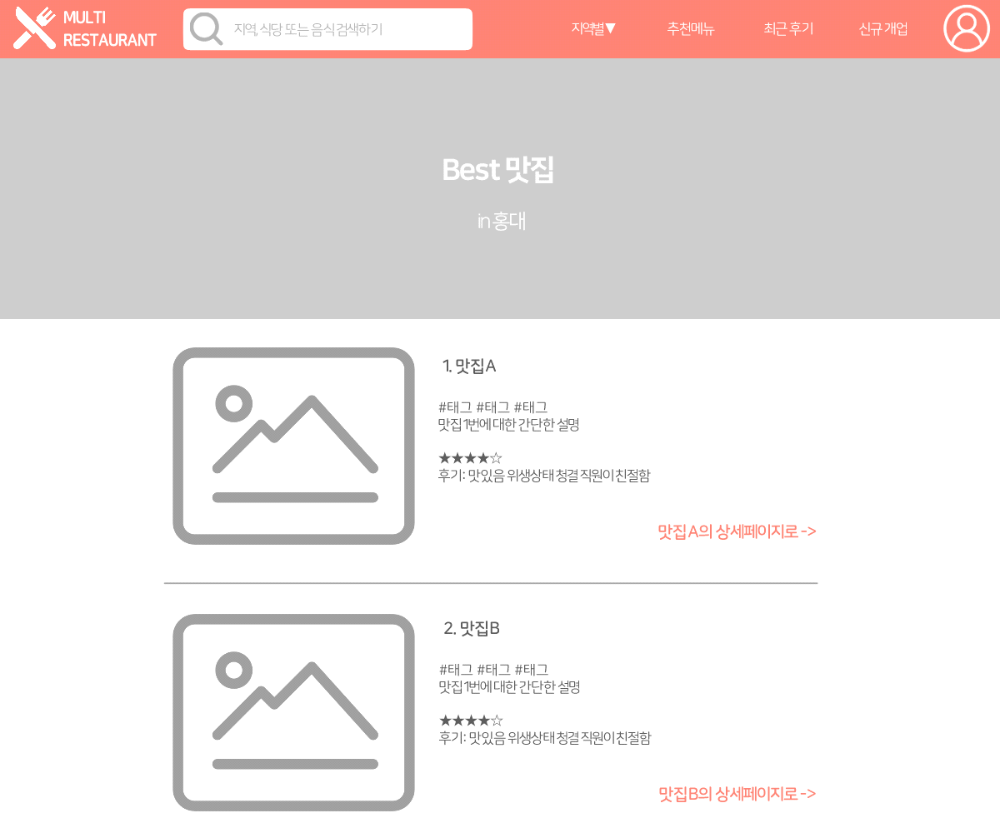 MULTI
RESTAURANT
지역, 식당 또는 음식 검색하기
지역별▼
추천메뉴
최근 후기
신규 개업
Best 맛집
in 홍대
1. 맛집A
#태그 #태그 #태그
맛집1번에 대한 간단한 설명
★★★★☆
후기: 맛있음 위생상태 청결 직원이 친절함
맛집A의 상세페이지로 ->
2. 맛집B
#태그 #태그 #태그
맛집1번에 대한 간단한 설명
★★★★☆
후기: 맛있음 위생상태 청결 직원이 친절함
맛집B의 상세페이지로 ->